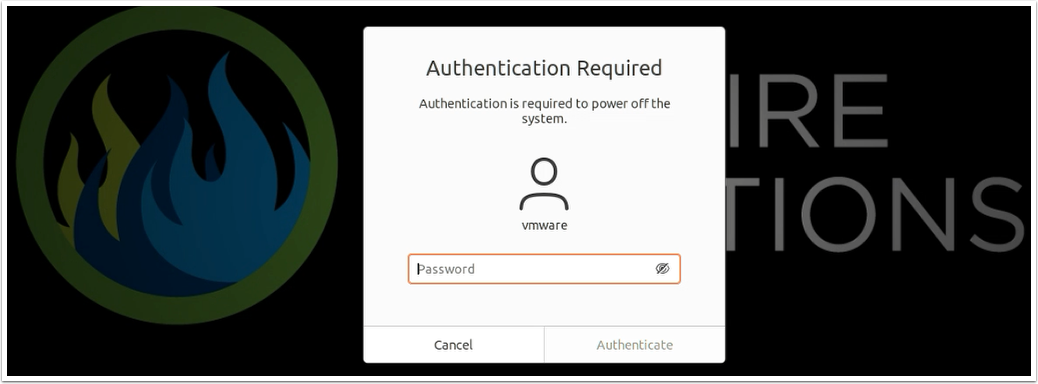 Authentication Required
Authentication is required to power off the
system.
vmware
Password
Cancel
Authenticate
IRE
TIONS